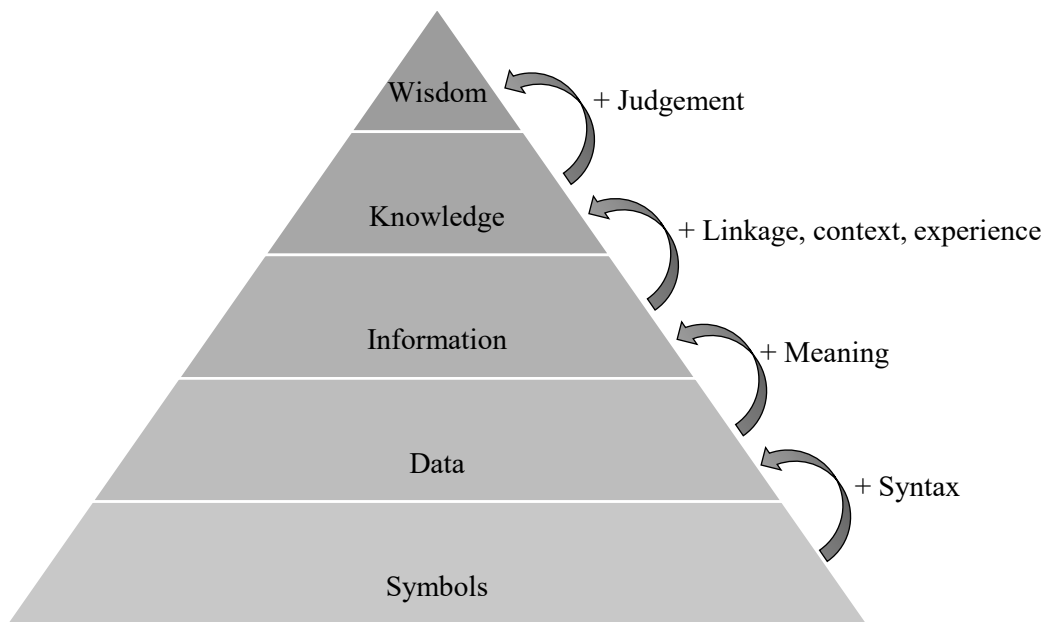 Wisdom
+ Judgement
Knowledge
+ Linkage, context, experience
Information
+ Meaning
Data
+ Syntax
Symbols